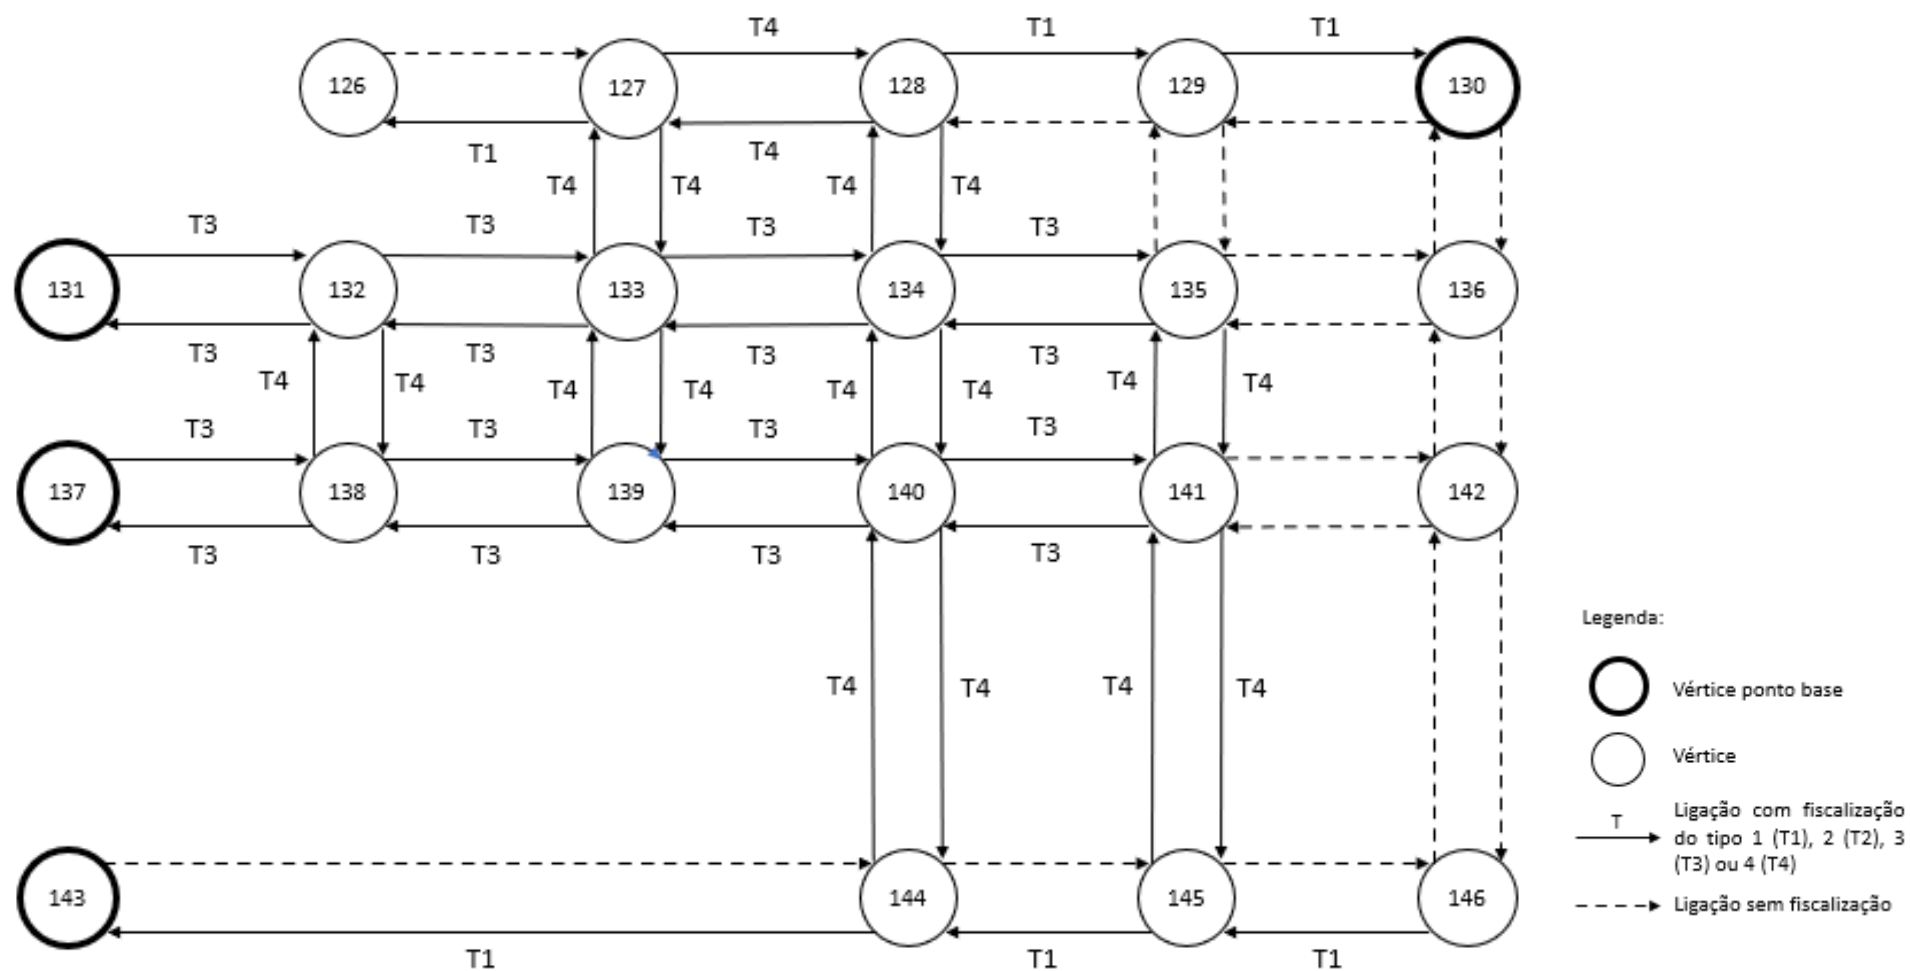 T4 T1 T1
126 127 128 129 130
T1 T4
T4 T4 T4 T4
T3 T3 T3 T3
131 132 133 134 135 136
T3 T3 T3 T3
T4 T4 T4 T4 T4 T4 T4 T4
T3 T3 T3 T3
137 138 139 140 141 142
T3 T3 T3 T3
T4 T4 T4 T4
143 144 145 146
T1 T1 T1
Legenda:
Vértice ponto base
Vértice
T
Ligação com fiscalização
do tipo 1 (T1), 2 (T2), 3
(T3) ou 4 (T4)
Ligação sem fiscalização